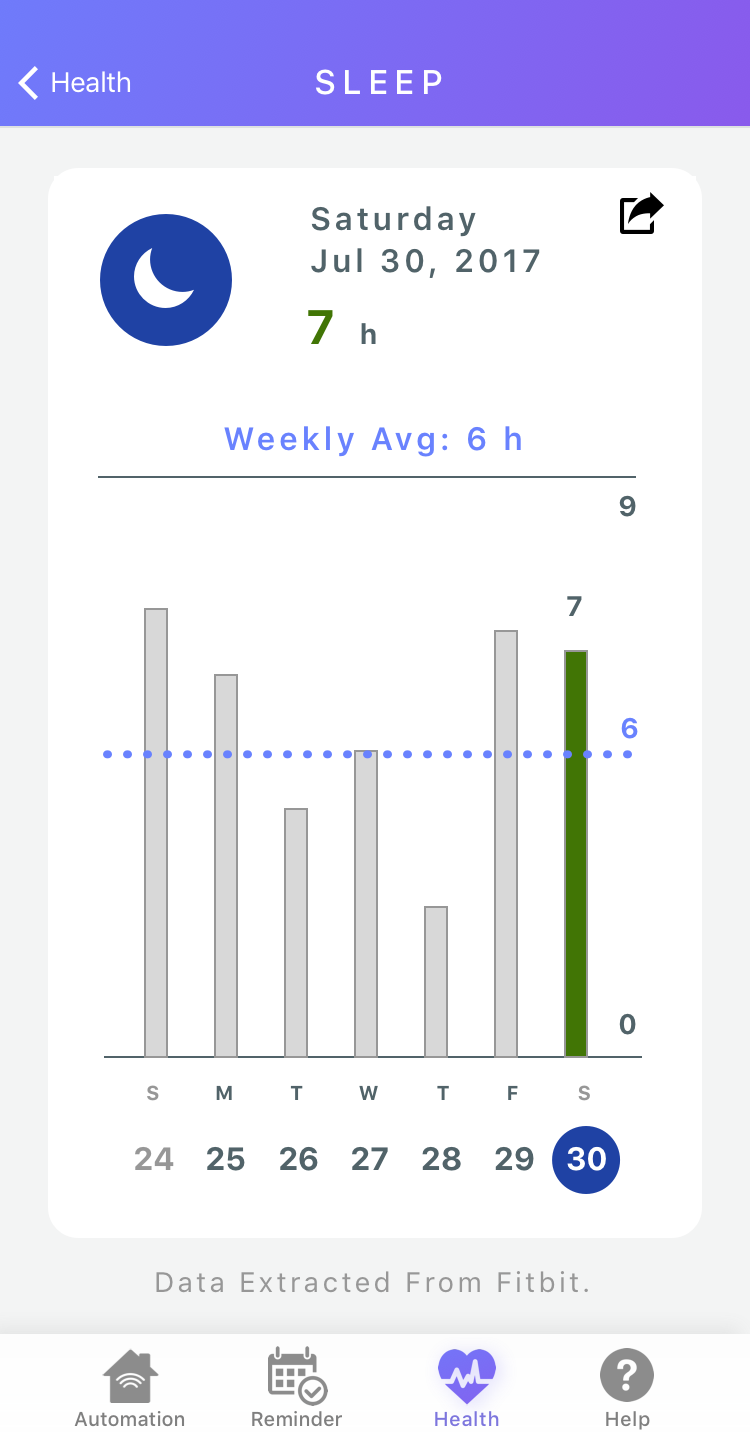 Health
SLEEP
Saturday
Jul 30, 2017
7 h
Weekly Avg: 6 h
9
7
6
0
S M T W T F S
24 25 26 27 28 29 30
Data Extracted From Fitbit.
Automation Reminder Health Help